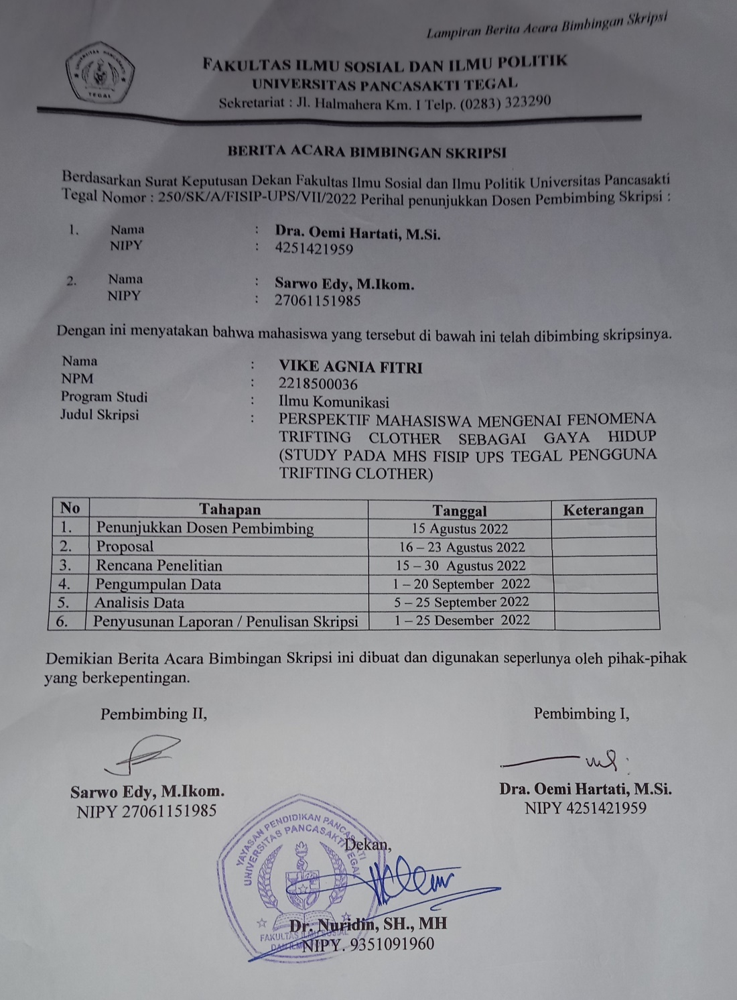 Lampiran Berita Acara Bimbingan Skripsi
UNIVERSITAS PANCASAKTI
TEGAL
FAKULTAS ILMU SOSIAL DAN ILMU POLITIK
UNIVERSITAS PANCASAKTI TEGAL
Sekretariat : Jl. Halmahera Km. I Telp. (0283) 323290
BERITA ACARA BIMBINGAN SKRIPSI
Berdasarkan Surat Keputusan Dekan Fakultas Ilmu Sosial dan Ilmu Politik Universitas Pancasakti
Tegal Nomor : 250/SK/A/FISIP-UPS/VII/2022 Perihal penunjukkan Dosen Pembimbing Skripsi :
1. Nama : Dra. Oemi Hartati, M.Si.
NIPY : 4251421959
2. Nama : Sarwo Edy, M.Ikom.
NIPY : 27061151985
Dengan ini menyatakan bahwa mahasiswa yang tersebut di bawah ini telah dibimbing skripsinya.
Nama : VIKE AGNIA FITRI
NPM : 2218500036
Program Studi : Ilmu Komunikasi
Judul Skripsi : PERSPEKTIF MAHASISWA MENGENAI FENOMENA
TRIFTING CLOTHER SEBAGAI GAYA HIDUP
(STUDY PADA MHS FISIP UPS TEGAL PENGGUNA
TRIFTING CLOTHER)
No Tahapan Tanggal Keterangan
1. Penunjukkan Dosen Pembimbing 15 Agustus 2022
2. Proposal 16 – 23 Agustus 2022
3. Rencana Penelitian 15 – 30 Agustus 2022
4. Pengumpulan Data 1 – 20 September 2022
5. Analisis Data 5 – 25 September 2022
6. Penyusunan Laporan / Penulisan Skripsi 1 – 25 Desember 2022
Demikian Berita Acara Bimbingan Skripsi ini dibuat dan digunakan seperlunya oleh pihak-pihak
yang berkepentingan.
Pembimbing II, Pembimbing I,
Sarwo Edy, M.Ikom. Dra. Oemi Hartati, M.Si.
NIPY 27061151985 NIPY 4251421959
YAYASAN PENDIDIKAN PANCASAKTI
UNIVERSITAS PANCASAKTI TEGAL
Dekan,
Dr. Nuridin, SH., MH
FAKULTAS ILMU SOSIAL
DAN ILMU
NIPY. 9351091960